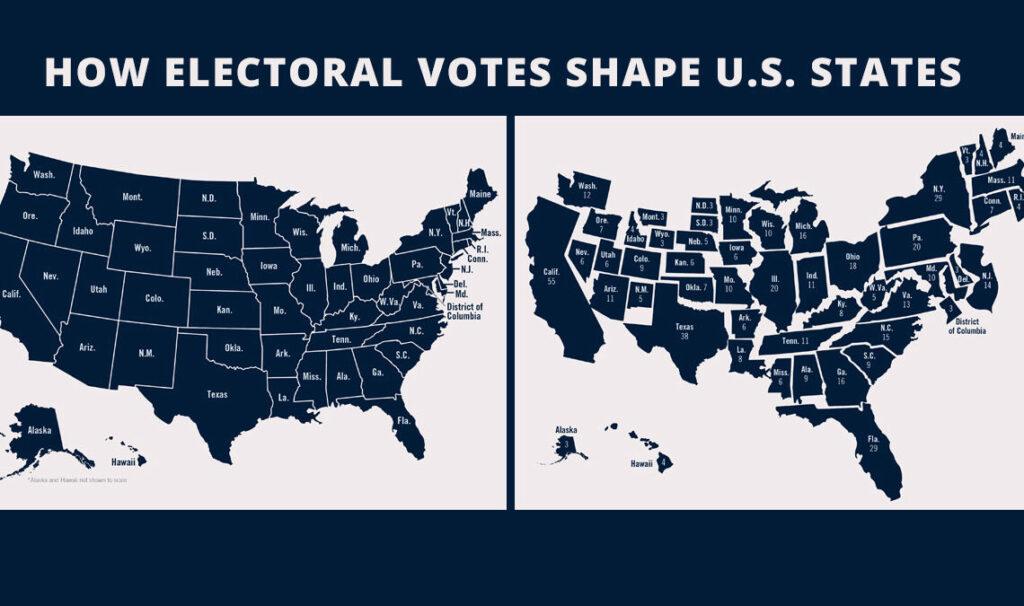 HOW ELECTORAL VOTES SHAPE U.S. STATES
Wash.
Mont.
N.D.
Minn.
Maine
Ore.
Idaho
Wyo.
S.D.
Wis.
Mich.
N.Y.
Vt.
N.H.
Mass.
R.I.
Conn.
N.J.
Del.
Md.
District of
Columbia
Nev.
Utah
Colo.
Neb.
Iowa
Ill.
Ind.
Ohio
Pa.
W.Va.
Va.
Calif.
Kan.
Mo.
Ky.
N.C.
Tenn.
Ariz.
N.M.
Okla.
Ark.
S.C.
Texas
La.
Miss.
Ala.
Ga.
Fla.
Alaska
Hawaii
*Alaska and Hawaii not shown to scale
Wash.
12
Ore.
7
Mont. 3
4
Idaho
Wyo.
3
N.D. 3
S.D. 3
Neb. 5
Minn.
10
Wis.
10
Mich.
16
N.Y.
29
Vt.
3
4
N.H.
4
Main
Mass. 11
Conn.
7
R.I.
4
Calif.
55
Nev.
6
Utah
6
Colo.
9
Kan. 6
Iowa
6
Ill.
20
Ind.
11
Ohio
18
Pa.
20
N.J.
14
Md.
10
3
Del.
3
District
of Columbia
W.Va.
5
Va.
13
Ky.
8
N.C.
15
Tenn. 11
S.C.
9
Ariz.
11
N.M.
5
Okla. 7
Mo.
10
Ark.
6
Texas
38
La.
8
Miss.
6
Ala.
9
Ga.
16
Fla.
29
Alaska
3
Hawaii
4